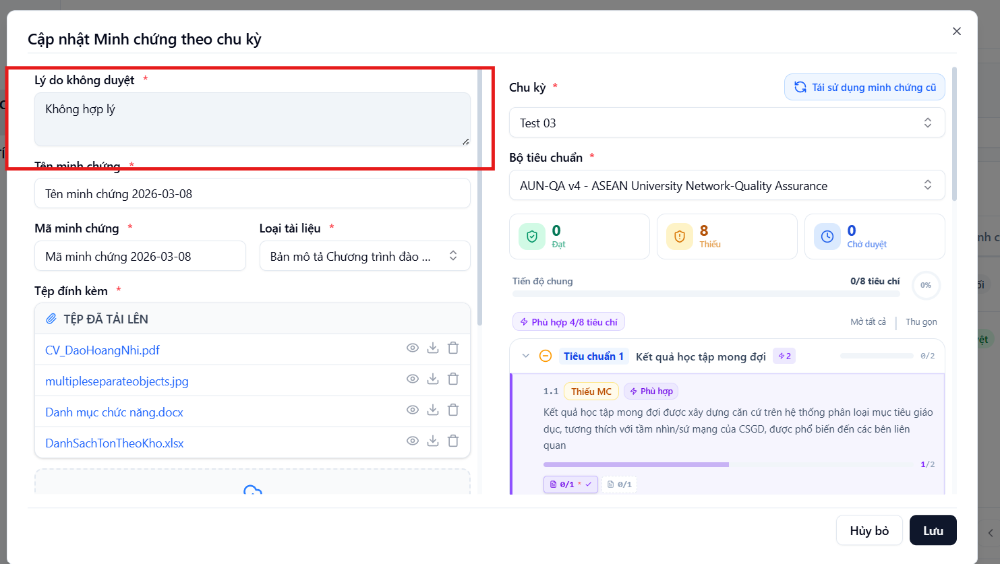 Cập nhật Minh chứng theo chu kỳ
Lý do không duyệt *
Không hợp lý
Tên minh chứng *
Tên minh chứng 2026-03-08
Mã minh chứng *
Loại tài liệu *
Mã minh chứng 2026-03-08
Bản mô tả Chương trình đào ...
Tệp đính kèm *
TỆP ĐÃ TẢI LÊN
CV_DaoHoangNhi.pdf
multipleseparateobjects.jpg
Danh mục chức năng.docx
DanhSachTonTheoKho.xlsx
Chu kỳ *
Tái sử dụng minh chứng cũ
Test 03
Bộ tiêu chuẩn *
AUN-QA v4 - ASEAN University Network-Quality Assurance
0
Đạt
8
Thiếu
0
Chờ duyệt
Tiến độ chung
0/8 tiêu chí
0%
Phù hợp 4/8 tiêu chí
Mở tất cả
Thu gọn
Tiêu chuẩn 1 Kết quả học tập mong đợi 2 0/2
1.1 Thiếu MC Phù hợp
Kết quả học tập mong đợi được xây dựng căn cứ trên hệ thống phân loại mục tiêu giáo
dục, tương thích với tầm nhìn/sứ mạng của CSGD, được phổ biến đến các bên liên
quan
1/2
0/1 *
0/1
Hủy bỏ
Lưu